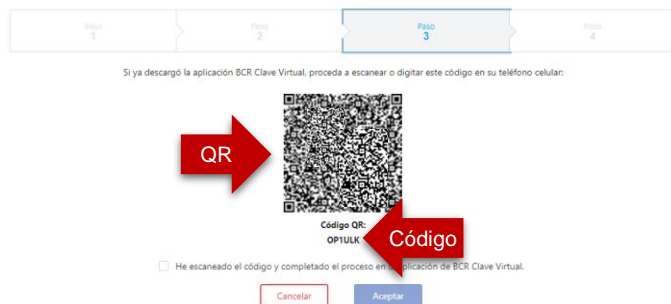 Paso
1
Paso
2
Paso
3
Paso
4
Si ya descargó la aplicación BCR Clave Virtual, proceda a escanear o digitar este código en su teléfono celular:
QR
Código QR:
OP1ULK
Código
He escaneado el código y completado el proceso en aplicación de BCR Clave Virtual.
Cancelar
Aceptar